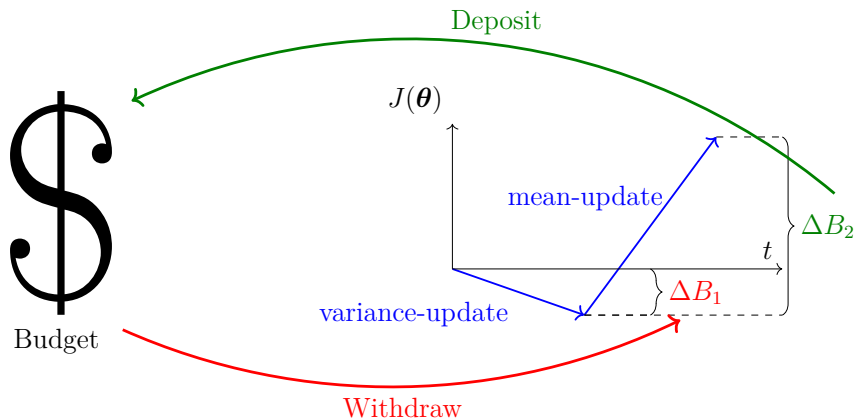 Deposit
$
J(θ)
mean-update
t
ΔB₂
ΔB₁
variance-update
Budget
Withdraw